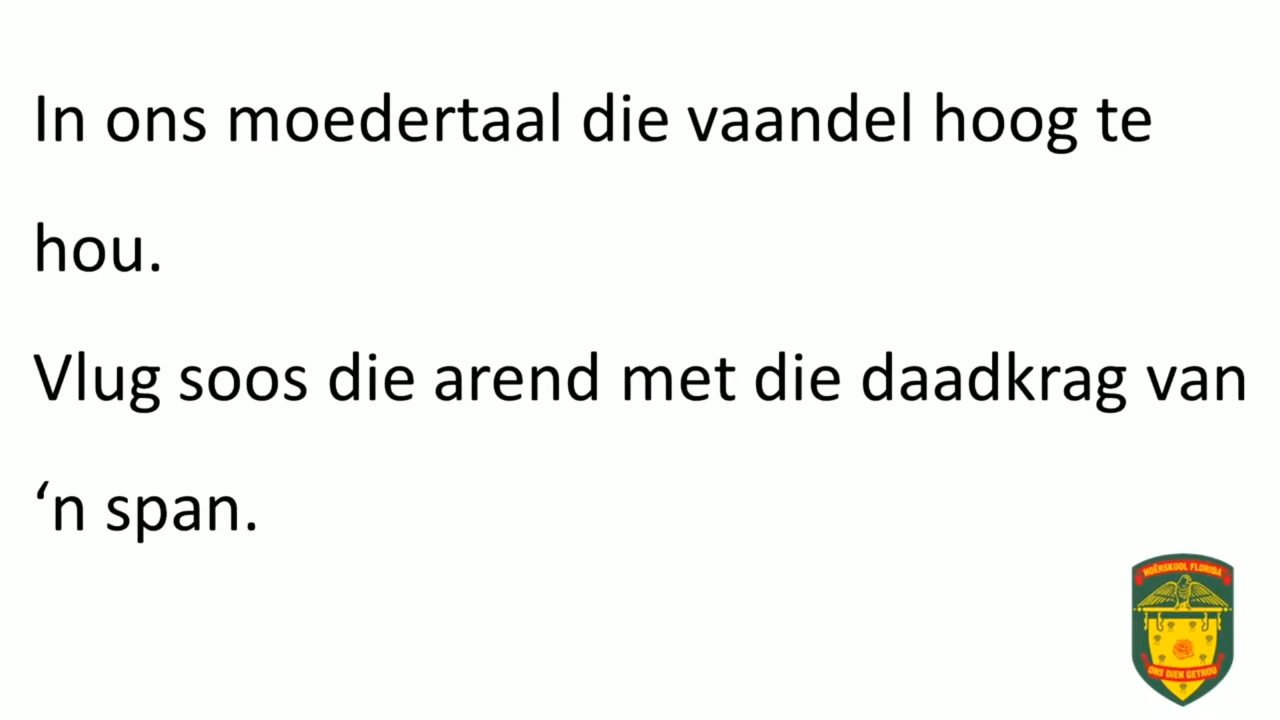 In ons moedertaal die vaandel hoog te
hou.
Vlug soos die arend met die daadkrag van
‘n span.
HOËRSKOOL FLORIDA
ONS DIEN GETROU